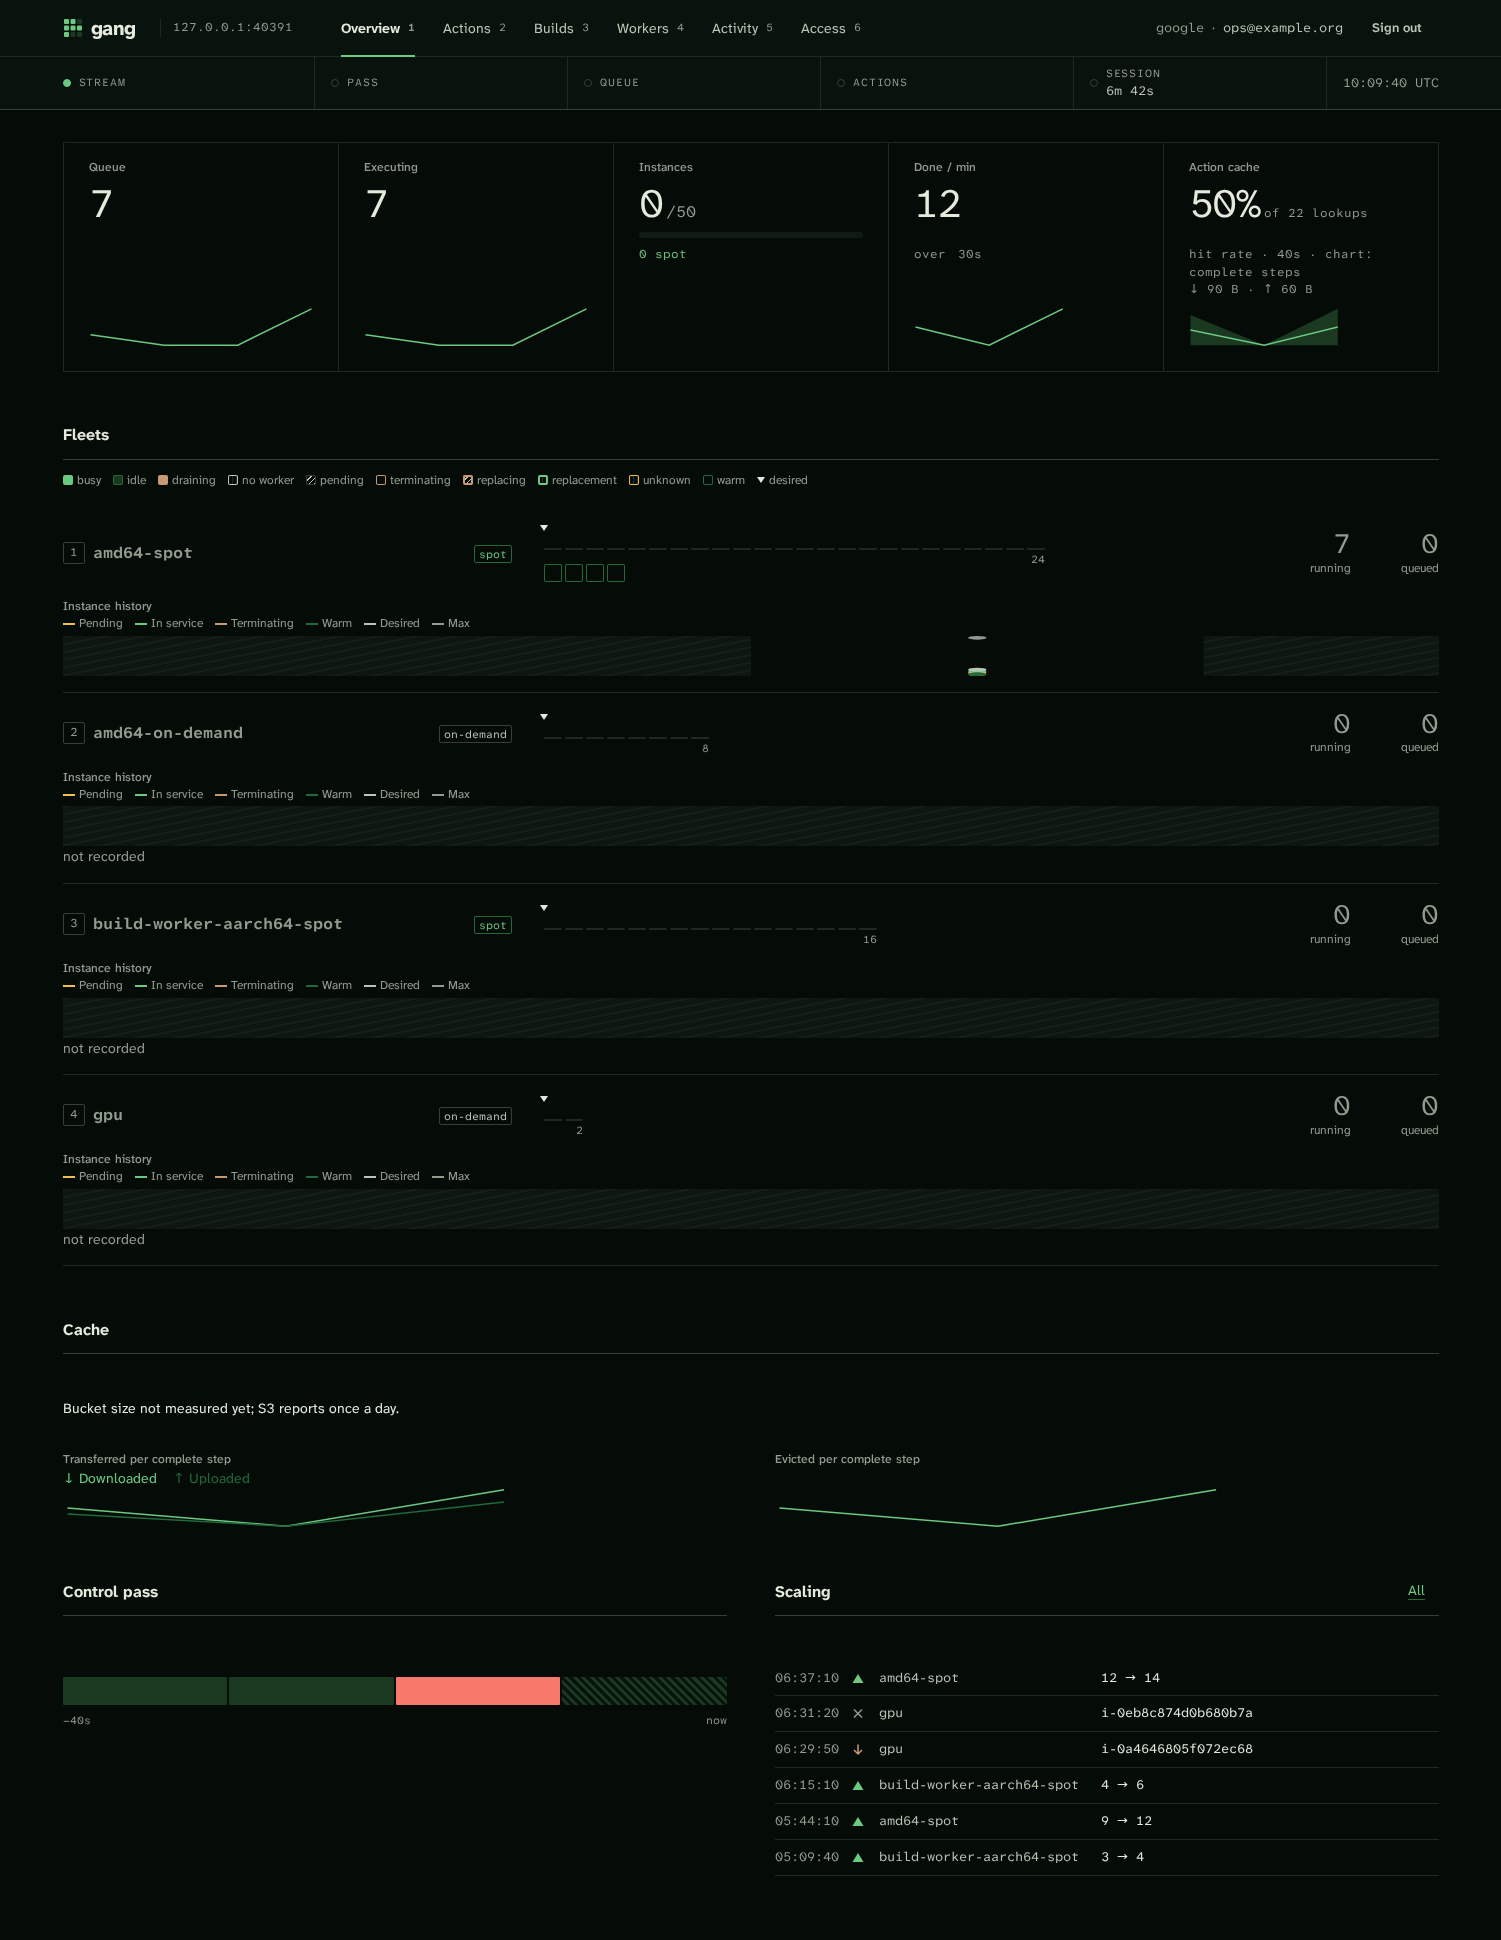 gang 127.0.0.1:40391 Overview 1 Actions 2 Builds 3 Workers 4 Activity 5 Access 6 google · ops@example.org Sign out
STREAM PASS QUEUE ACTIONS SESSION 6m 42s 10:09:40 UTC
Queue
7
Executing
7
Instances
0/50
0 spot
Done / min
12
over 30s
Action cache
50% of 22 lookups
hit rate · 40s · chart:
complete steps
↓ 90 B · ↑ 60 B
Fleets
busy idle draining no worker pending terminating replacing replacement unknown warm desired
1 amd64-spot spot 24 7 running 0 queued
Instance history
Pending In service Terminating Warm Desired Max
2 amd64-on-demand on-demand 8 0 running 0 queued
Instance history
Pending In service Terminating Warm Desired Max
not recorded
3 build-worker-aarch64-spot spot 16 0 running 0 queued
Instance history
Pending In service Terminating Warm Desired Max
not recorded
4 gpu on-demand 2 0 running 0 queued
Instance history
Pending In service Terminating Warm Desired Max
not recorded
Cache
Bucket size not measured yet; S3 reports once a day.
Transferred per complete step
↓ Downloaded ↑ Uploaded
Evicted per complete step
Control pass
−40s now
Scaling All
06:37:10 ▲ amd64-spot 12 → 14
06:31:20 × gpu i-0eb8c874d0b680b7a
06:29:50 ↓ gpu i-0a4646805f072ec68
06:15:10 ▲ build-worker-aarch64-spot 4 → 6
05:44:10 ▲ amd64-spot 9 → 12
05:09:40 ▲ build-worker-aarch64-spot 3 → 4